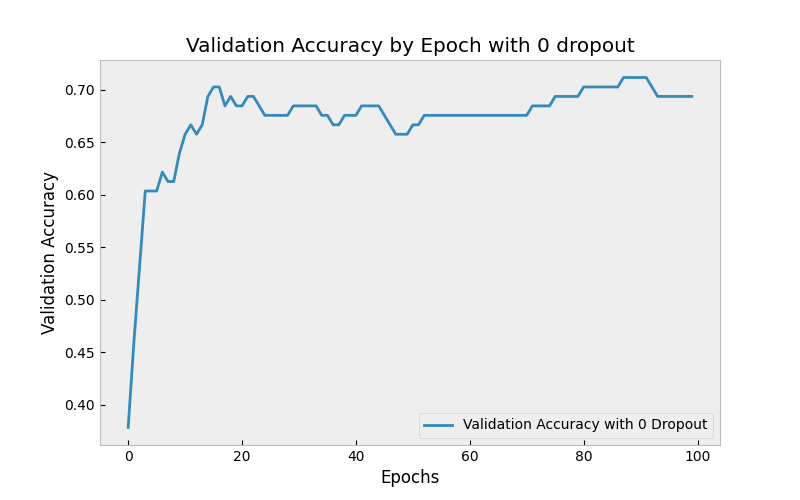 Validation Accuracy by Epoch with 0 dropout
0.70
0.65
0.60
0.55
0.50
0.45
0.40
Validation Accuracy
Validation Accuracy with 0 Dropout
0 20 40 60 80 100
Epochs